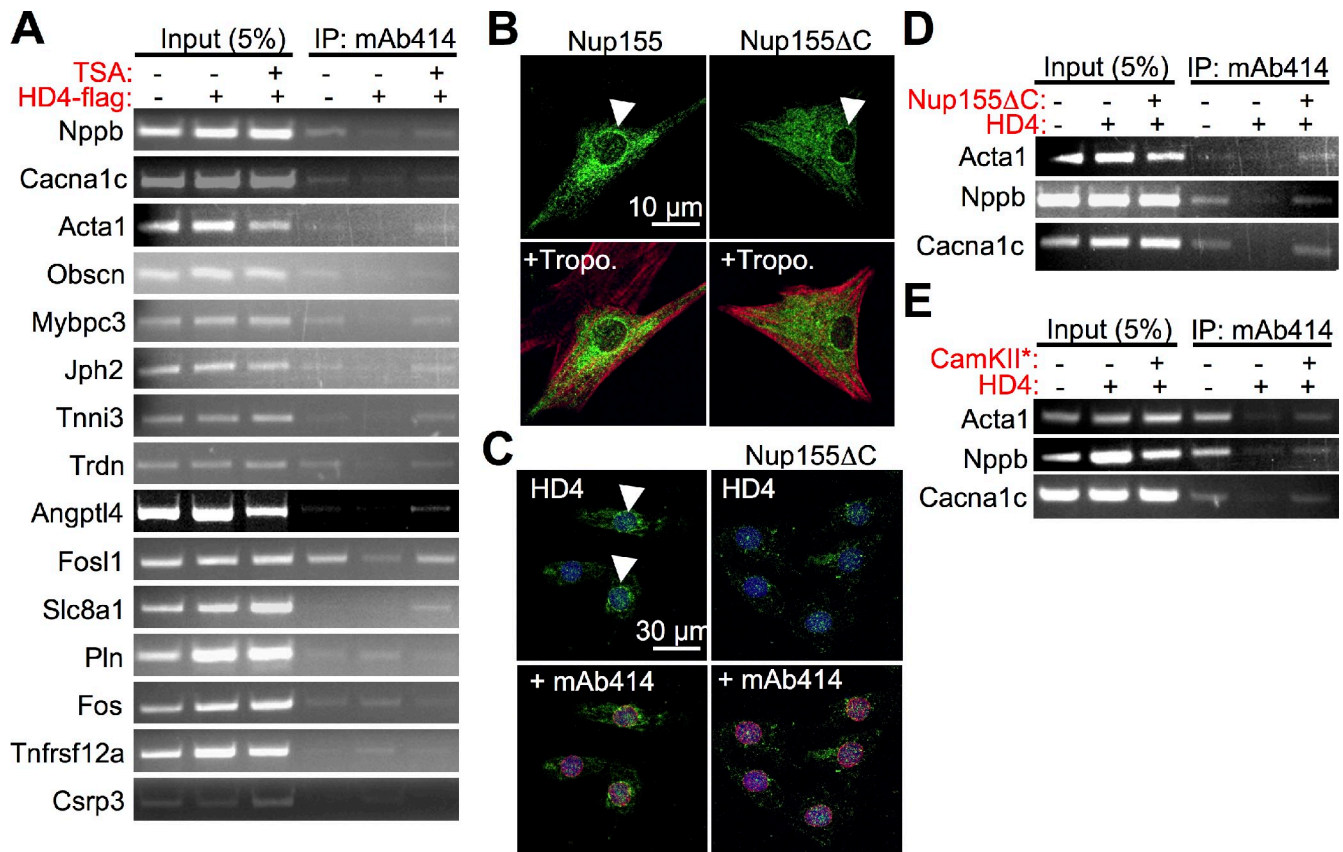 A
Input (5%) IP: mAb414
TSA: - - + - - +
HD4-flag: - + + - + +
Nppb
Cacna1c
Acta1
Obscn
Mybpc3
Jph2
Tnni3
Trdn
Angptl4
Fosl1
Slc8a1
Pln
Fos
Tnfrsf12a
Csrp3
B
Nup155 Nup155ΔC
10 µm
+Tropo. +Tropo.
C
Nup155ΔC
HD4 HD4
30 µm
+ mAb414 + mAb414
D
Input (5%) IP: mAb414
Nup155ΔC: - - + - - +
HD4: - + + - + +
Acta1
Nppb
Cacna1c
E
Input (5%) IP: mAb414
CamKII*: - - + - - +
HD4: - + + - + +
Acta1
Nppb
Cacna1c